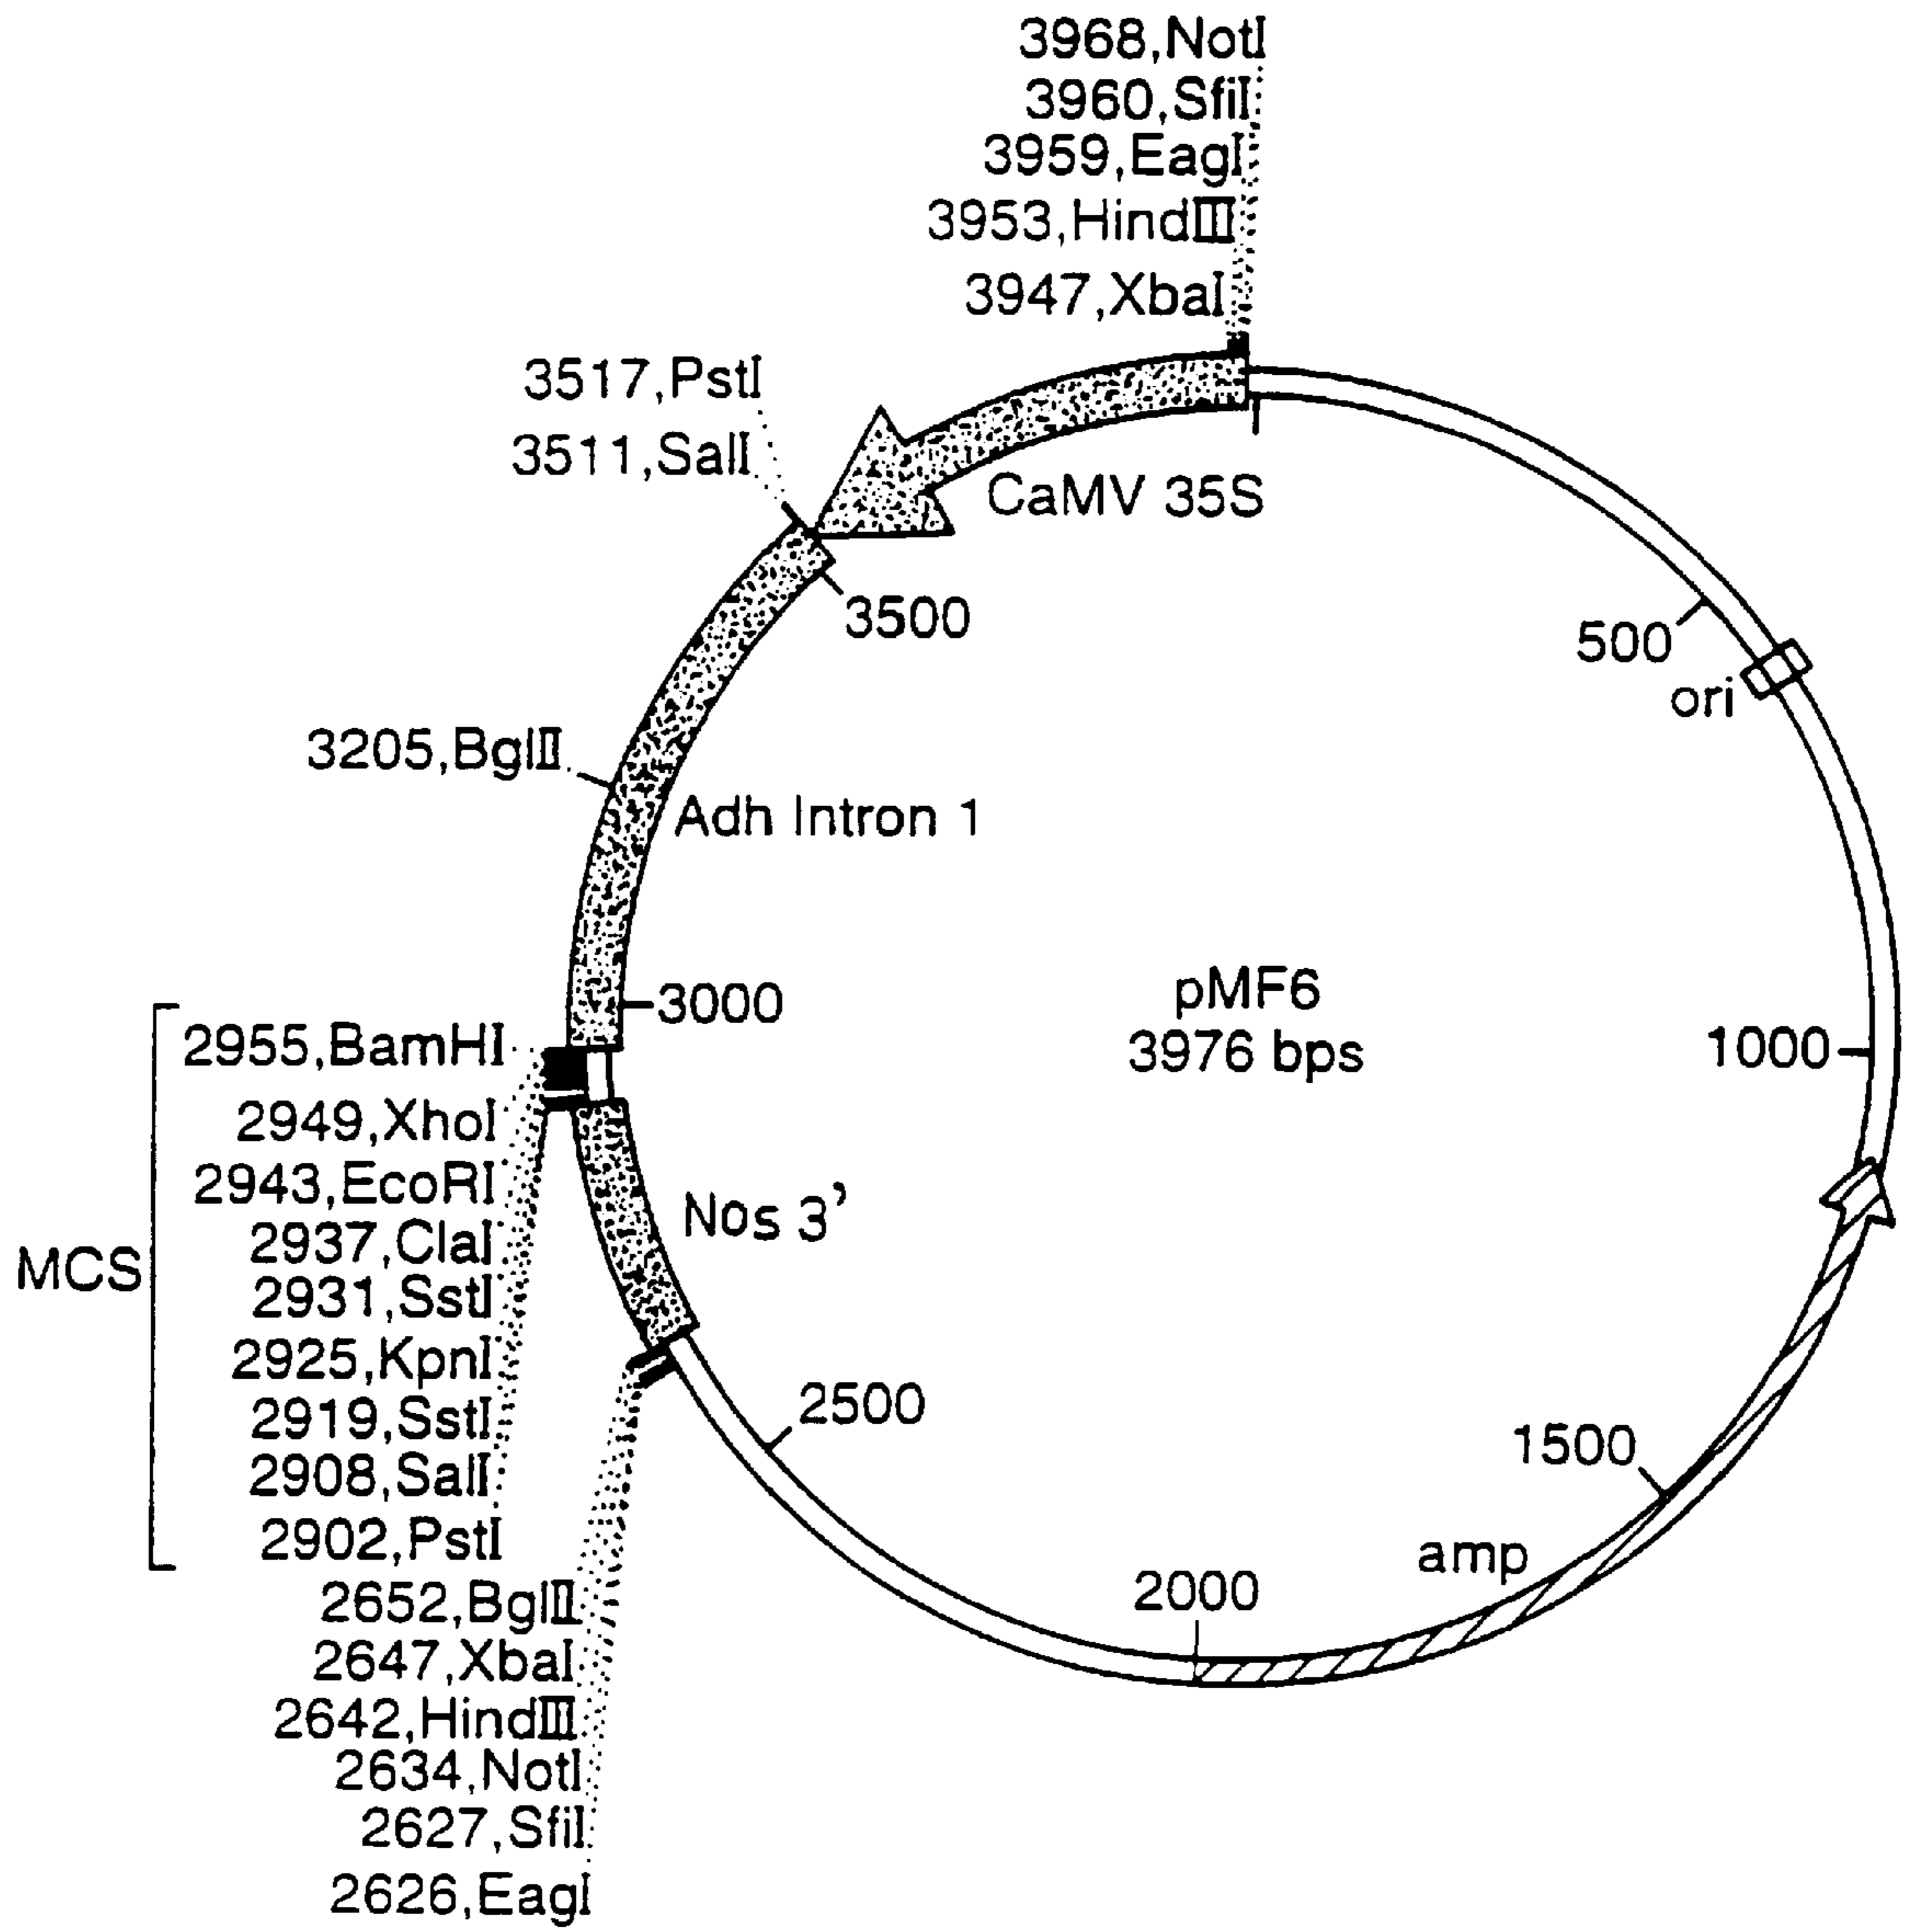 3968,NotI
3960,SfiI
3959,EagI
3953,HindIII
3947,XbaI
3517,PstI
3511,SalI
CaMV 35S
3500
500
ori
3205,BglII
Adh Intron 1
pMF6
3976 bps
3000
1000
MCS
2955,BamHI
2949,XhoI
2943,EcoRI
2937,ClaI
2931,SstI
2925,KpnI
2919,SstI
2908,SalI
2902,PstI
Nos 3’
2500
1500
amp
2000
2652,BglII
2647,XbaI
2642,HindIII
2634,NotI
2627,SfiI
2626,EagI